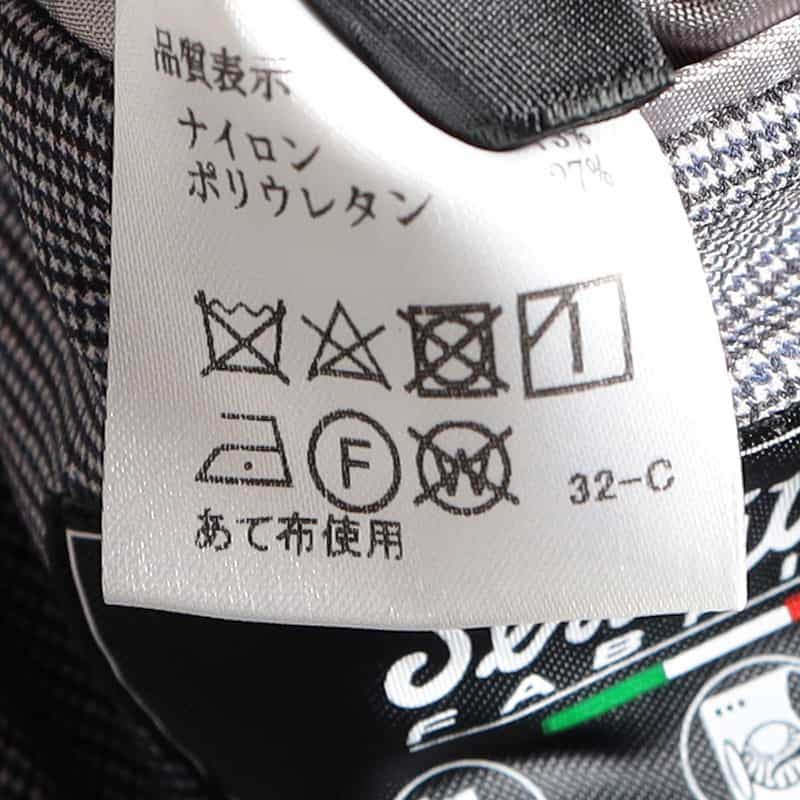 品質表示
ナイロン
ポリウレタン
F W 32-C
あて布使用
FAB